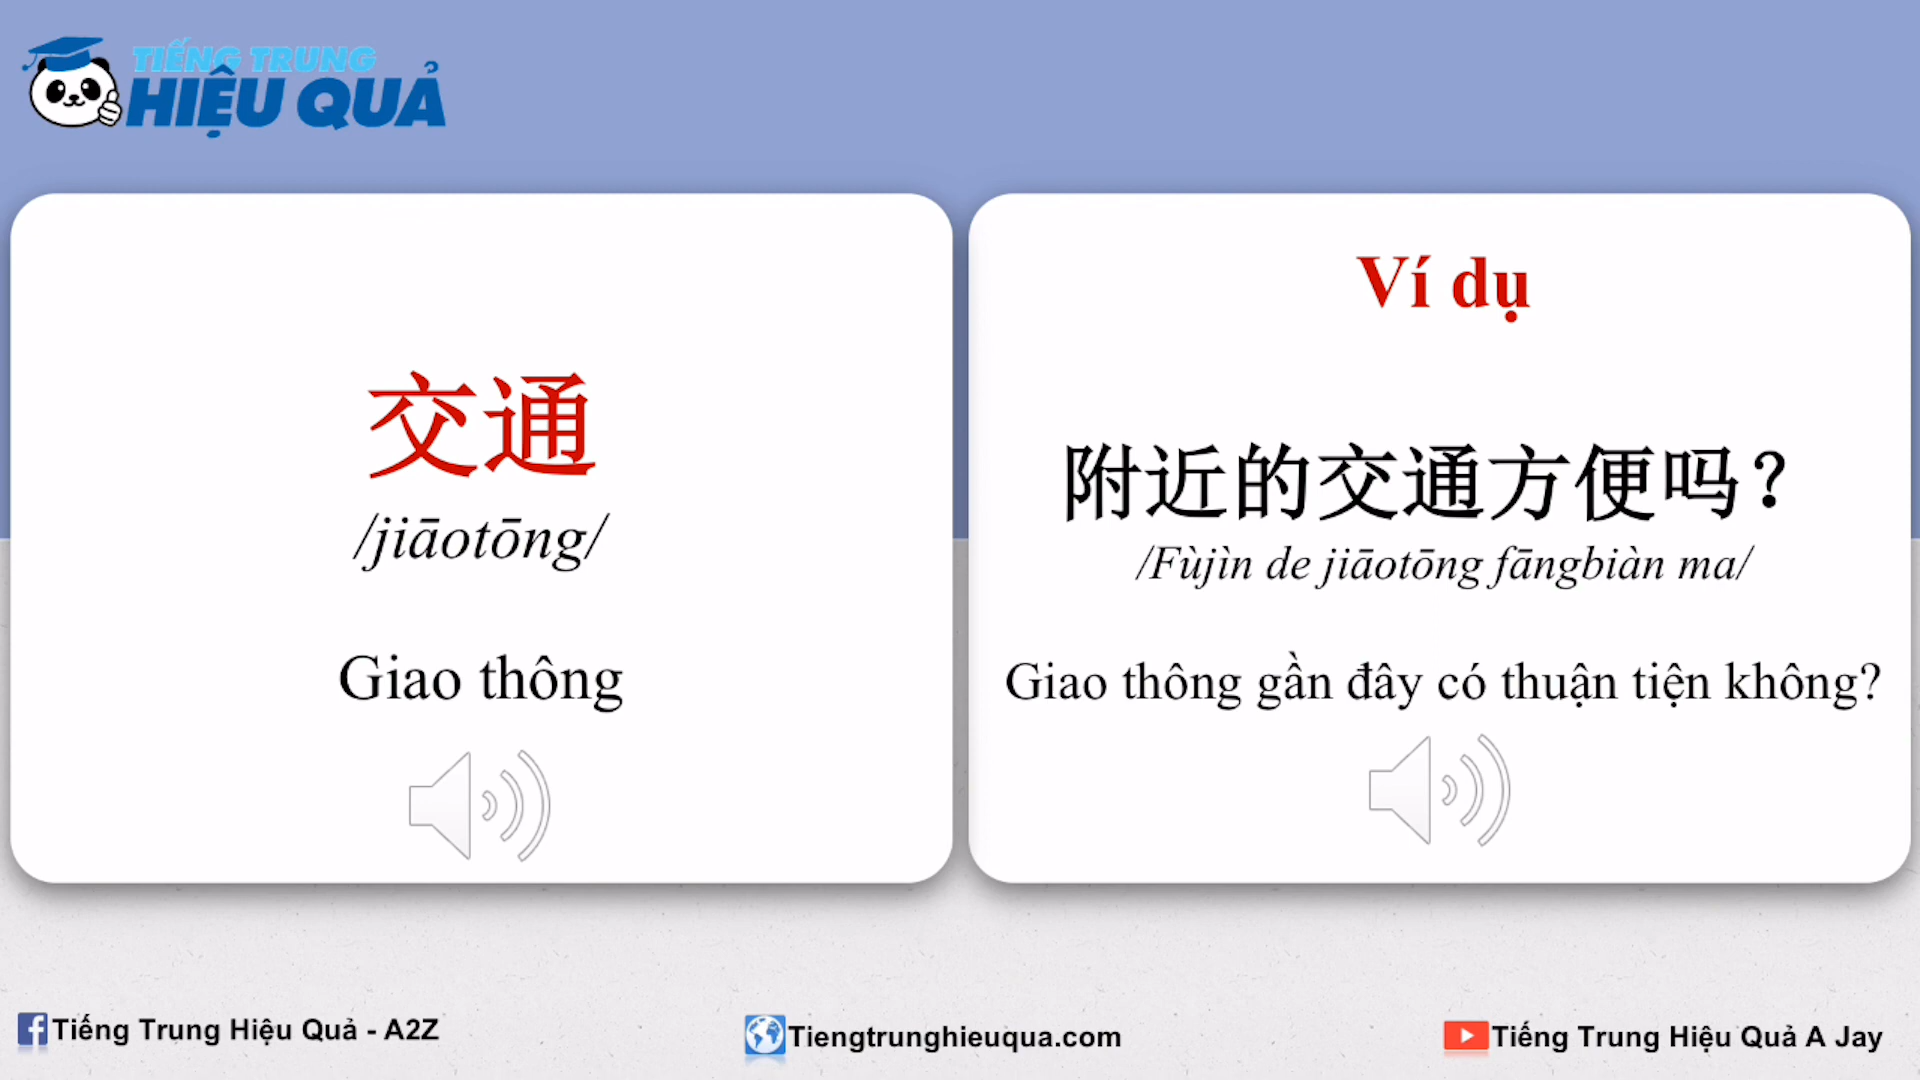 TIẾNG TRUNG
HIỆU QUẢ
交通
/jiāotōng/
Giao thông
Ví dụ
附近的交通方便吗？
/Fùjìn de jiāotōng fāngbiàn ma/
Giao thông gần đây có thuận tiện không?
Tiếng Trung Hiệu Quả - A2Z
Tiengtrunghieuqua.com
Tiếng Trung Hiệu Quả A Jay